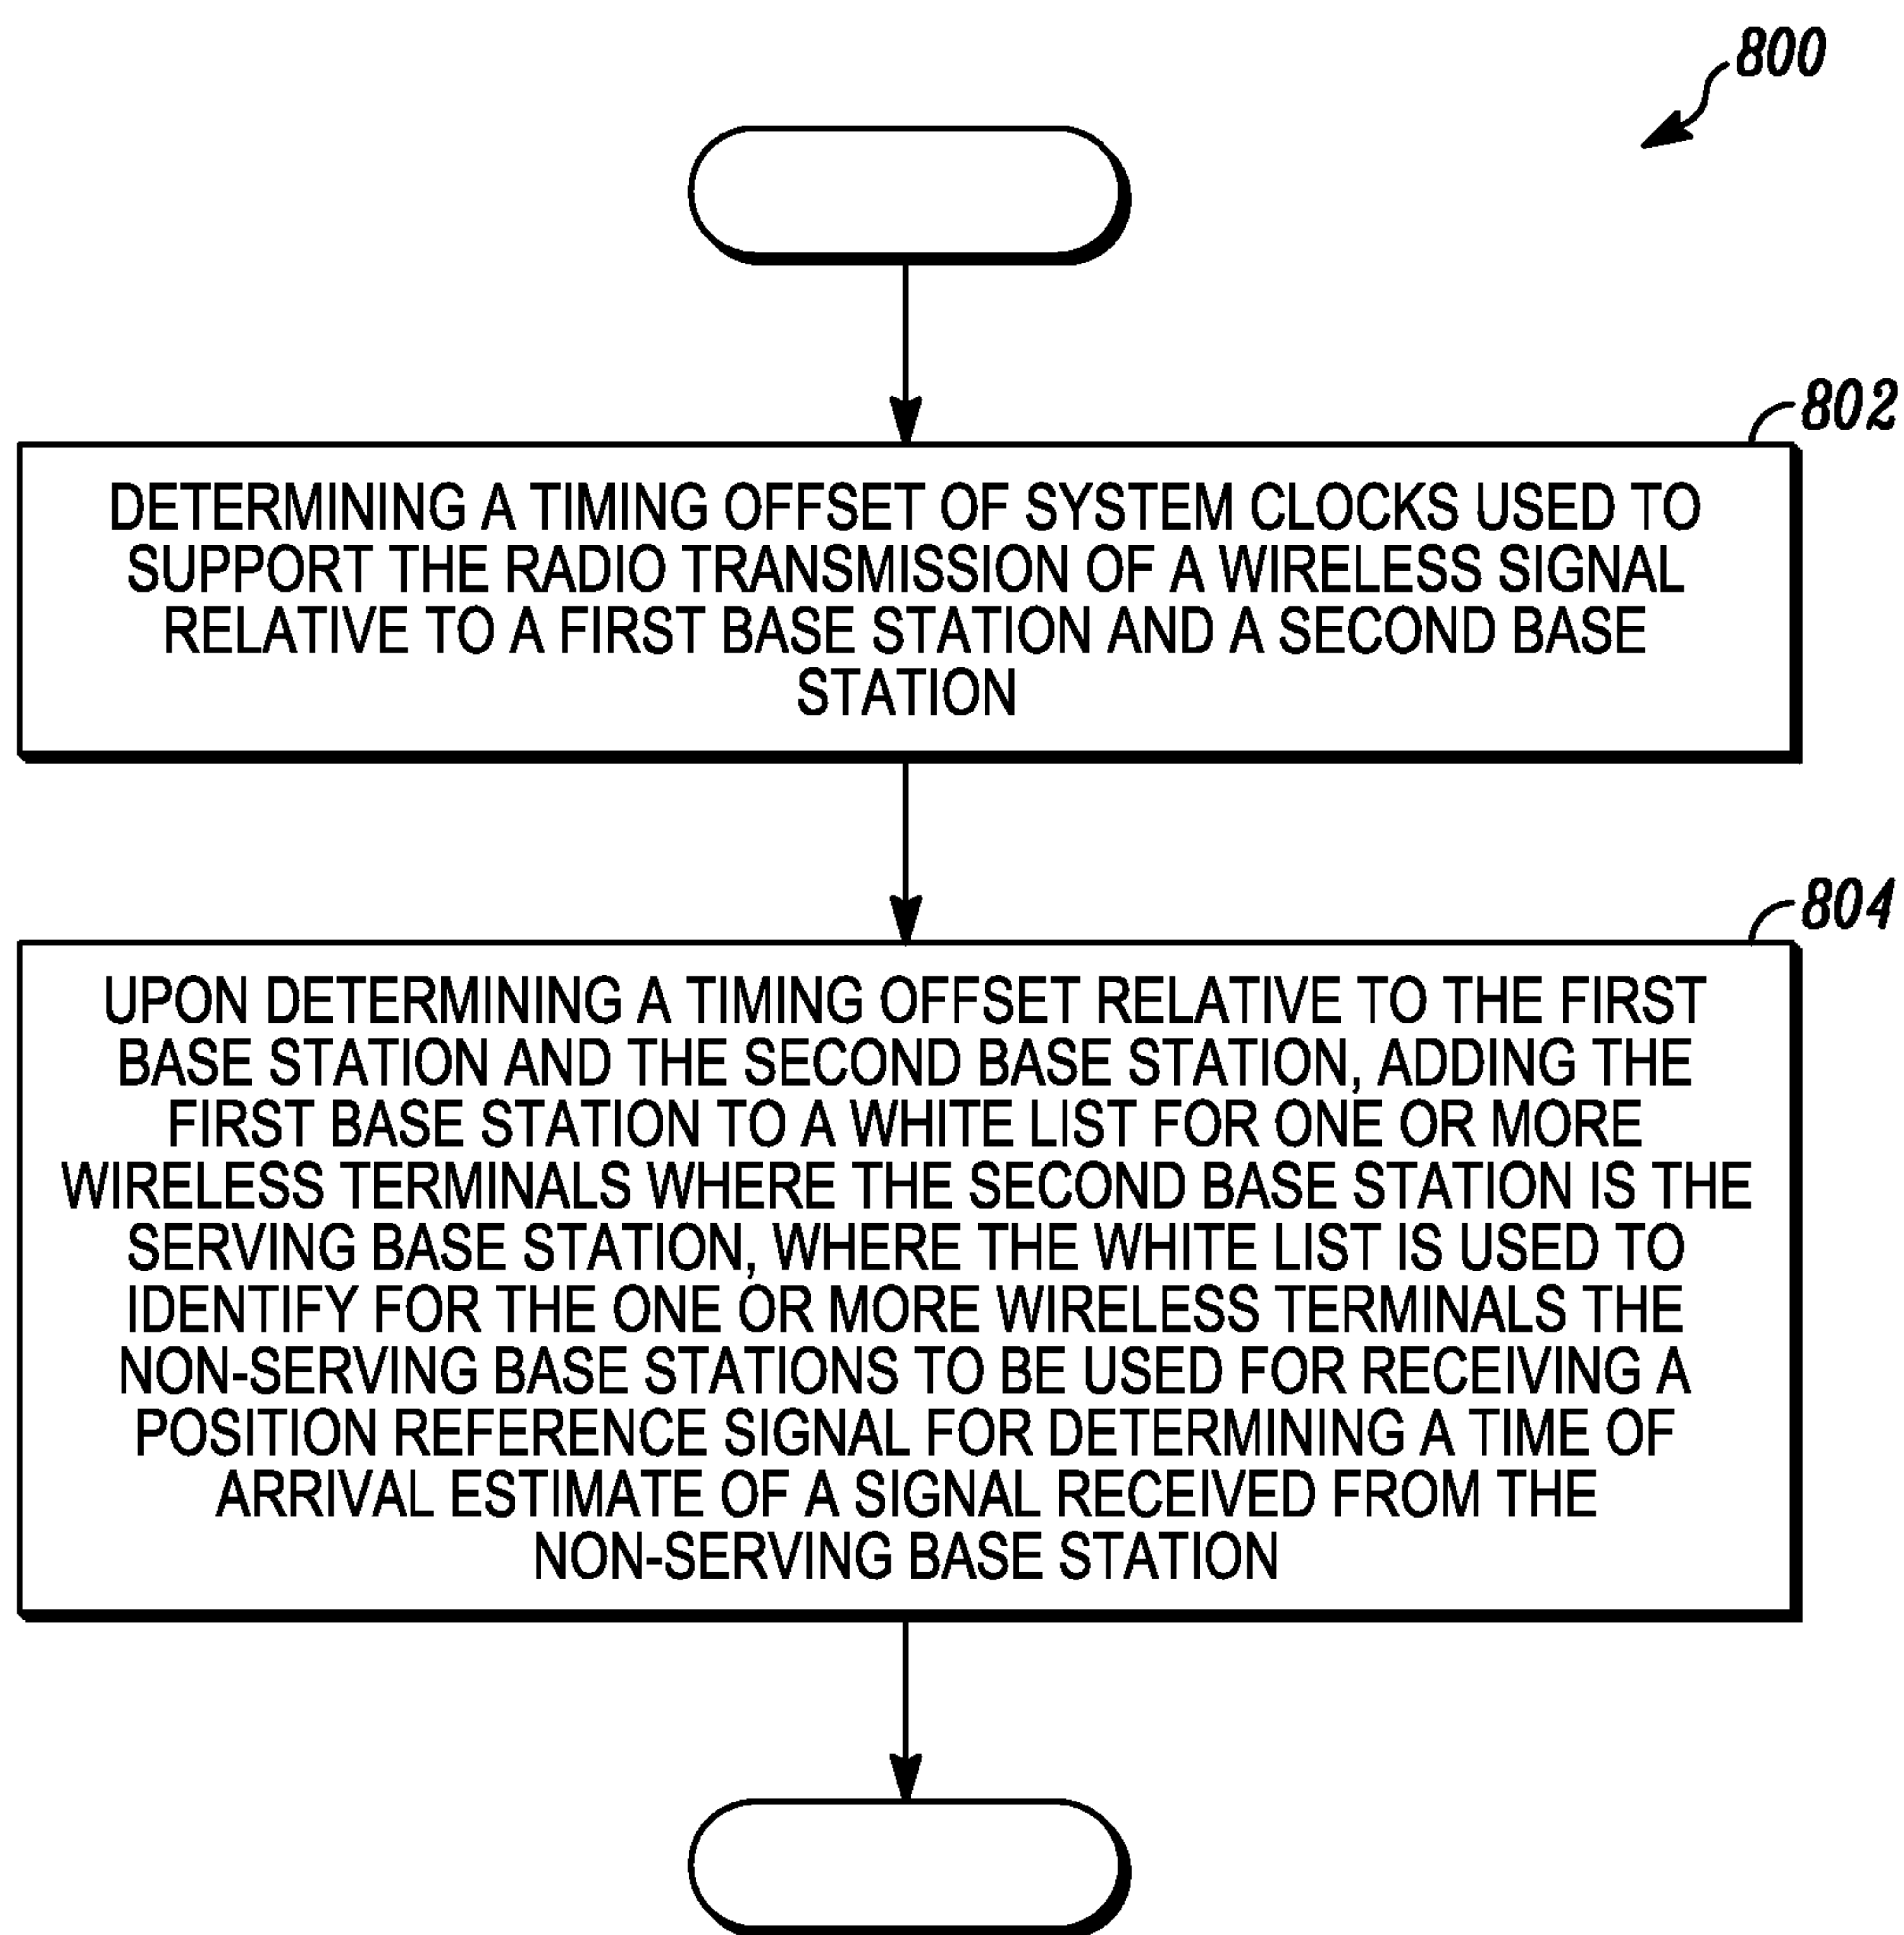 800
802
DETERMINING A TIMING OFFSET OF SYSTEM CLOCKS USED TO
SUPPORT THE RADIO TRANSMISSION OF A WIRELESS SIGNAL
RELATIVE TO A FIRST BASE STATION AND A SECOND BASE
STATION
804
UPON DETERMINING A TIMING OFFSET RELATIVE TO THE FIRST
BASE STATION AND THE SECOND BASE STATION, ADDING THE
FIRST BASE STATION TO A WHITE LIST FOR ONE OR MORE
WIRELESS TERMINALS WHERE THE SECOND BASE STATION IS THE
SERVING BASE STATION, WHERE THE WHITE LIST IS USED TO
IDENTIFY FOR THE ONE OR MORE WIRELESS TERMINALS THE
NON-SERVING BASE STATIONS TO BE USED FOR RECEIVING A
POSITION REFERENCE SIGNAL FOR DETERMINING A TIME OF
ARRIVAL ESTIMATE OF A SIGNAL RECEIVED FROM THE
NON-SERVING BASE STATION